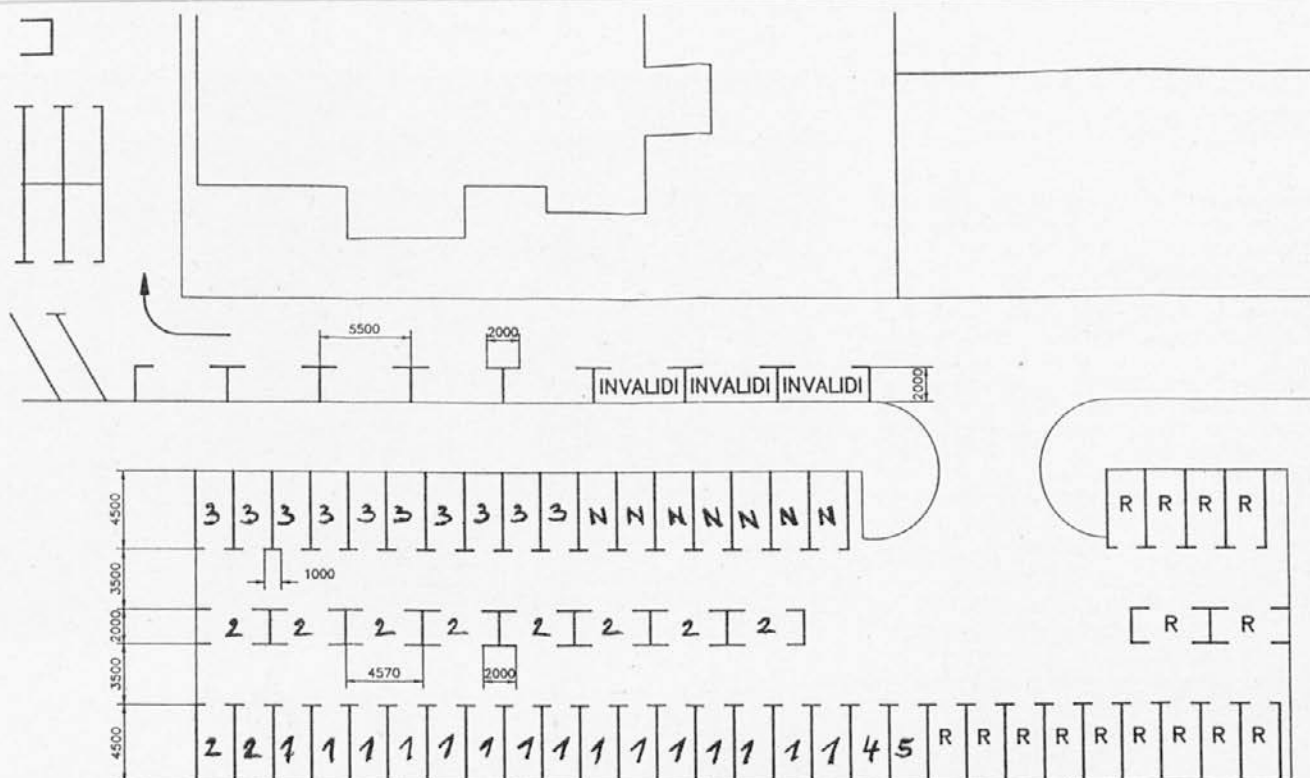 5500 2000
INVALIDI INVALIDI INVALIDI 2000
4500 3 3 3 3 3 3 3 3 3 3 N N N N N N N R R R R
3500 1000
2000 2 2 2 2 2 2 2 2 R R
3500 4570 2000
4500 2 2 1 1 1 1 1 1 1 1 1 1 1 1 1 1 1 4 5 R R R R R R R R R